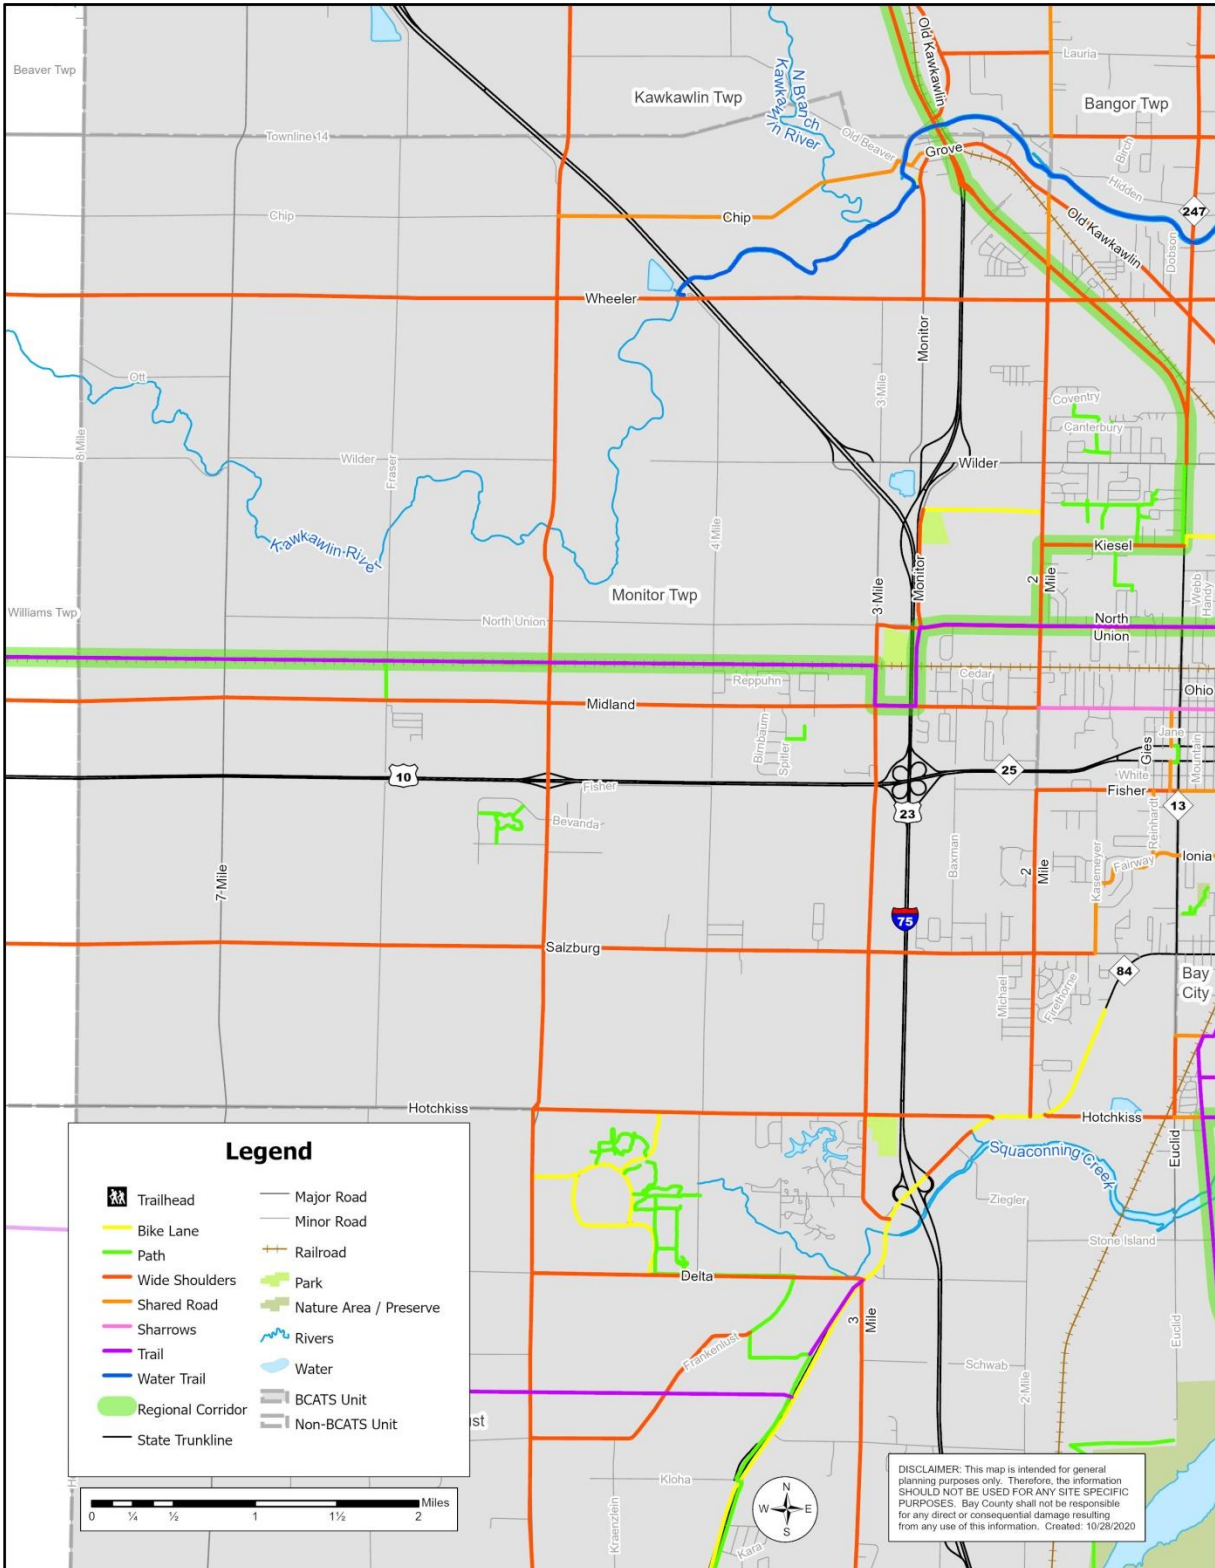 Beaver Twp
Kawkawlin Twp
N Branch
Kawkawlin River
Old Kawkawlin
Lauria
Bangor Twp
Townline 14
Old Beaver
Grove
Birch
Hidden
247
Chip
Chip
Old Kawkawlin
Dobson
Wheeler
Monitor
Ott
3 Mile
Coventry
Canterbury
8 Mile
Wilder
Fraser
Wilder
4 Mile
Kawkawlin River
Kiesel
Monitor Twp
3 Mile
Monitor
2
Mile
Webb
Handy
Williams Twp
North Union
North
Union
Reppuhn
Cedar
Ohio
Midland
Birnbaum
Spitler
Jane
Gies
Mountain
10
25
White
Fisher
Fisher
23
13
Bevanda
Reinhardt
7 Mile
Baxman
2
Mile
Kasemeyer
Fairway
Ionia
75
Salzburg
84
Bay
City
Michael
Firethorne
Hotchkiss
Hotchkiss
Euclid
Squaconning
Creek
Ziegler
Stone Island
Delta
3
Mile
Frankenlust
Schwab
2 Mile
Euclid
ust
Kloha
Kraenzlein
Kara
Legend
Trailhead
Bike Lane
Path
Wide Shoulders
Shared Road
Sharrows
Trail
Water Trail
Regional Corridor
State Trunkline
Major Road
Minor Road
Railroad
Park
Nature Area / Preserve
Rivers
Water
BCATS Unit
Non-BCATS Unit
Miles
0 ¼ ½ 1 1½ 2
N
W E
S
DISCLAIMER: This map is intended for general
planning purposes only. Therefore, the information
SHOULD NOT BE USED FOR ANY SITE SPECIFIC
PURPOSES. Bay County shall not be responsible
for any direct or consequential damage resulting
from any use of this information. Created: 10/28/2020